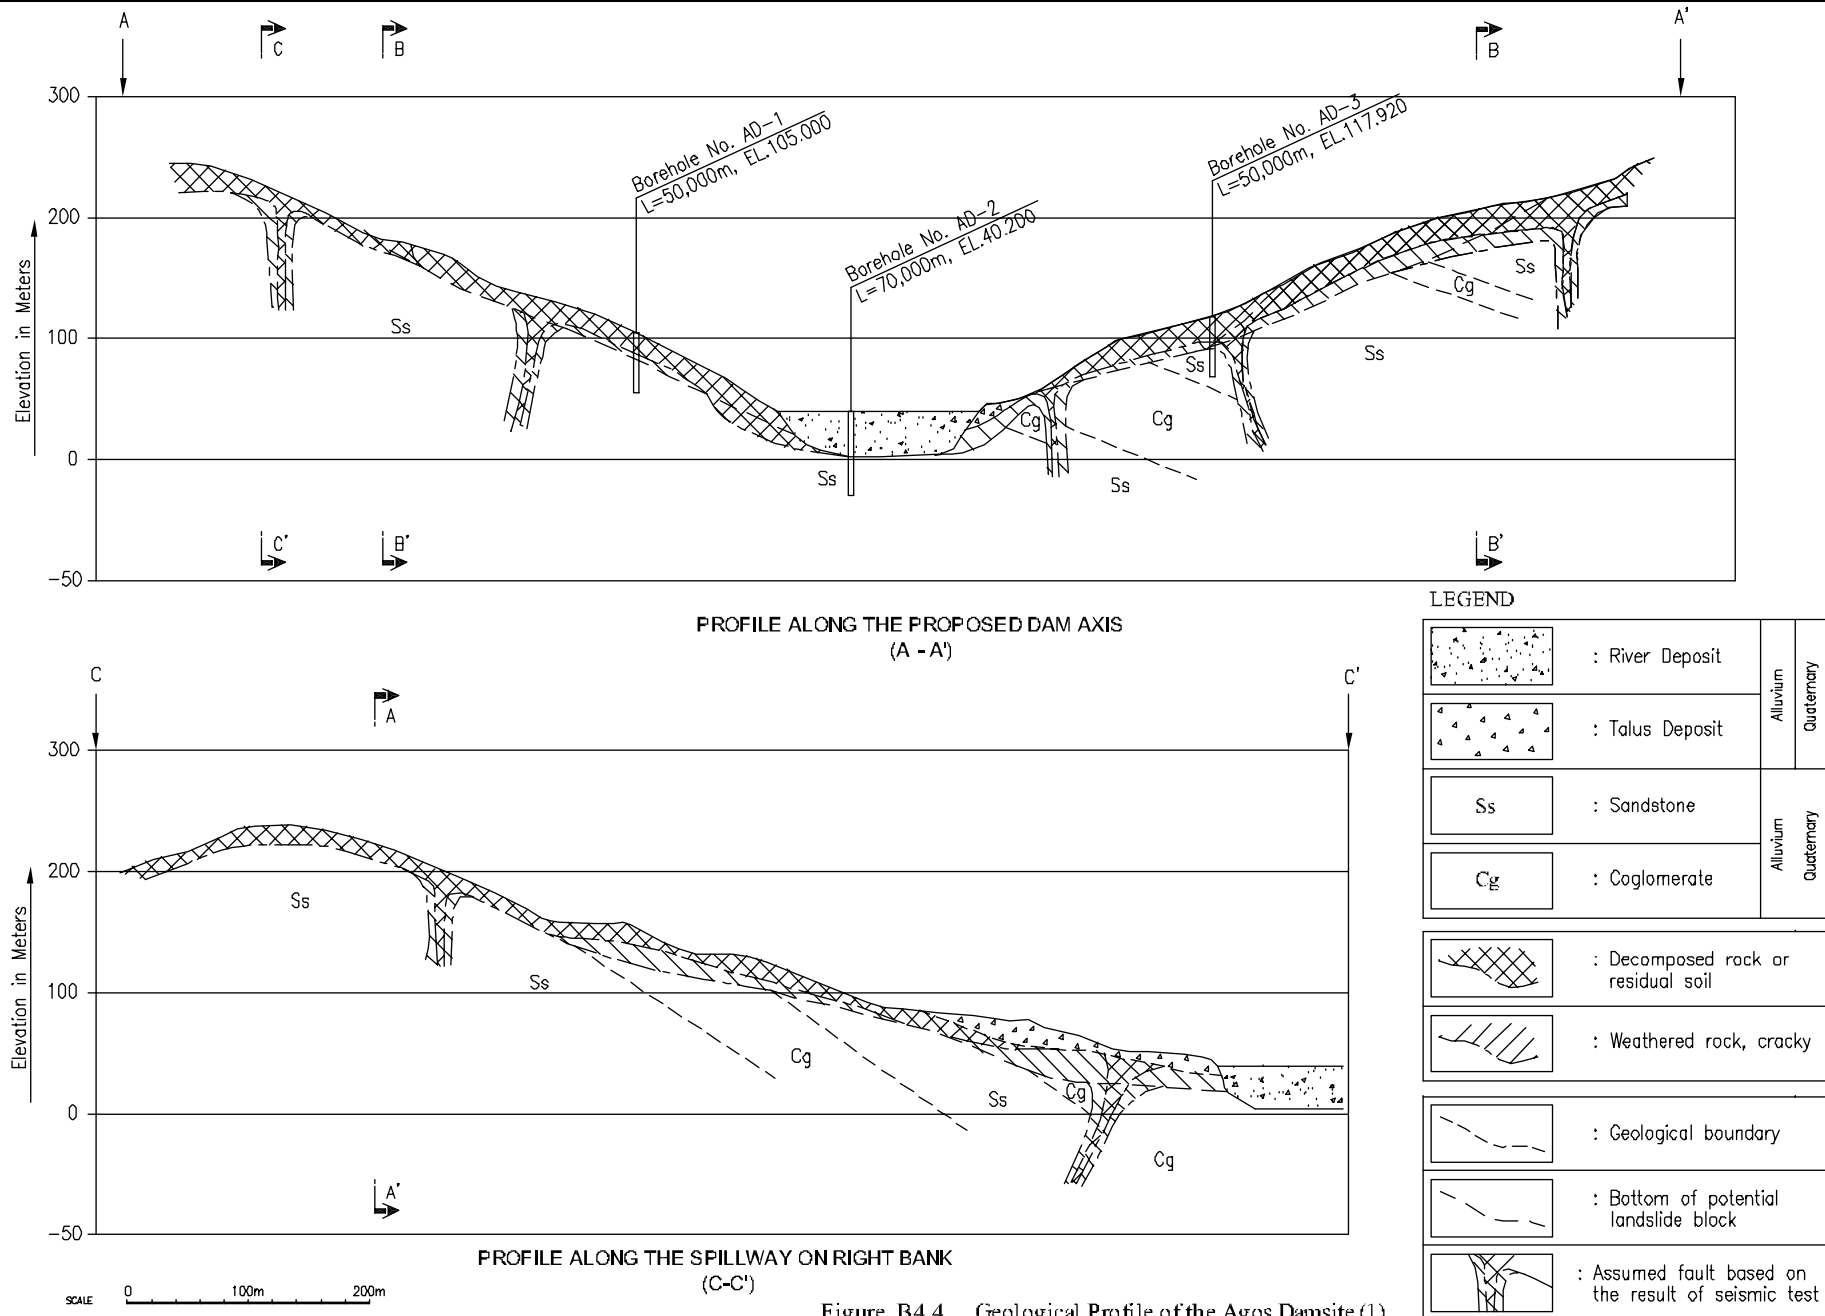 A
C
B
B
A'
300
Borehole No. AD-1
L=50,000m, EL.105.000
Borehole No. AD-3
L=50,000m, EL.117.920
200
Borehole No. AD-2
L=70,000m, EL.40.200
Ss
Cg
Ss
100
Ss
Ss
Cg
Cg
0
Ss
Ss
Elevation in Meters
C'
B'
B'
-50
PROFILE ALONG THE PROPOSED DAM AXIS
(A - A')
C
A
C'
300
200
Ss
Ss
100
Cg
Ss
Cg
0
Cg
Elevation in Meters
A'
-50
PROFILE ALONG THE SPILLWAY ON RIGHT BANK
(C-C')
SCALE 0 100m 200m
LEGEND
: River Deposit
: Talus Deposit
Alluvium
Quaternary
Ss : Sandstone
Cg : Coglomerate
Alluvium
Quaternary
: Decomposed rock or
residual soil
: Weathered rock, cracky
: Geological boundary
: Bottom of potential
landslide block
: Assumed fault based on
the result of seismic test
Figure B4.4 Geological Profile of the Agos Damsite (1)